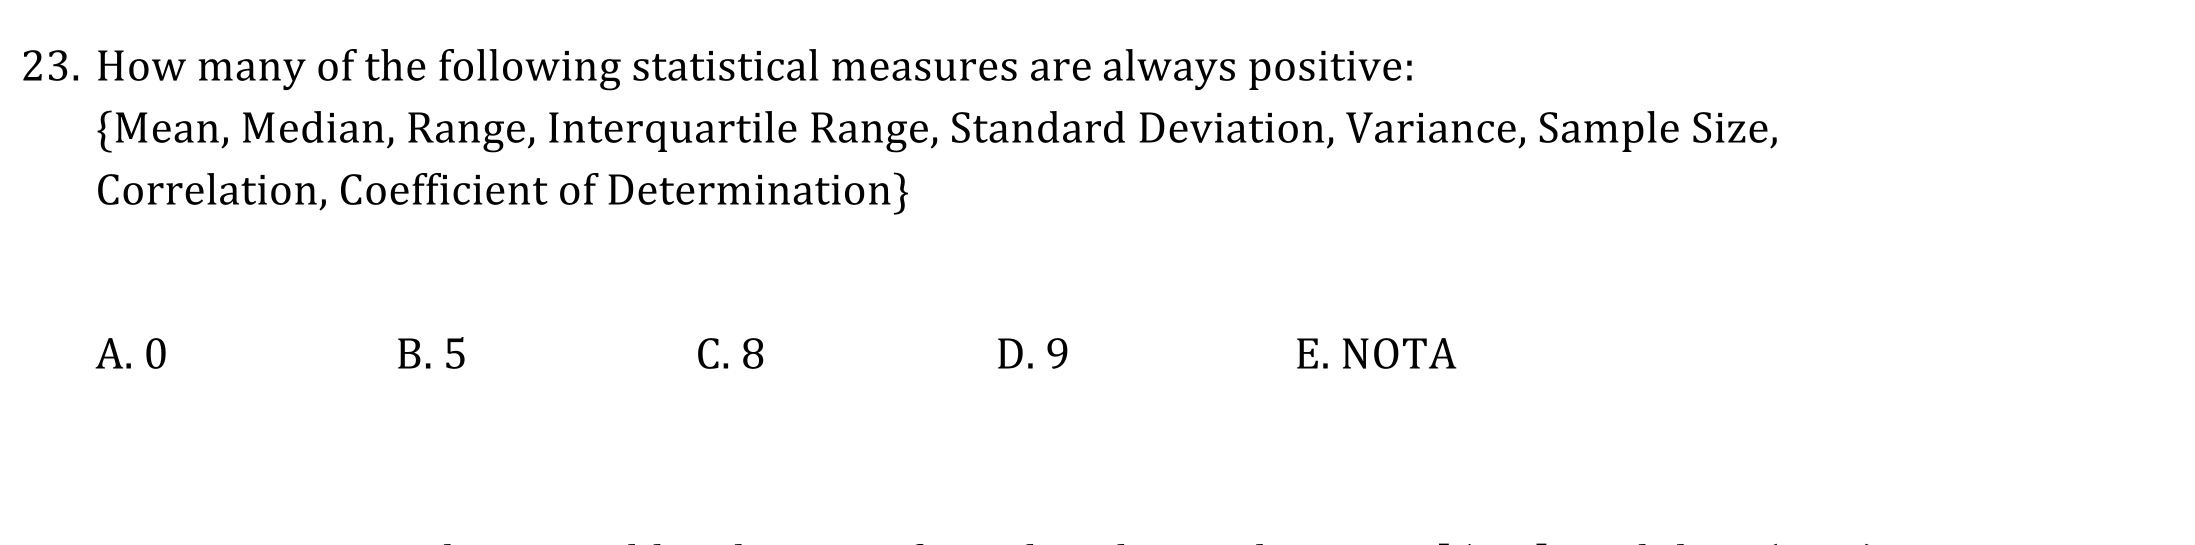 23. How many of the following statistical measures are always positive:
{Mean, Median, Range, Interquartile Range, Standard Deviation, Variance, Sample Size,
Correlation, Coefficient of Determination}
A. 0 B. 5 C. 8 D. 9 E. NOTA